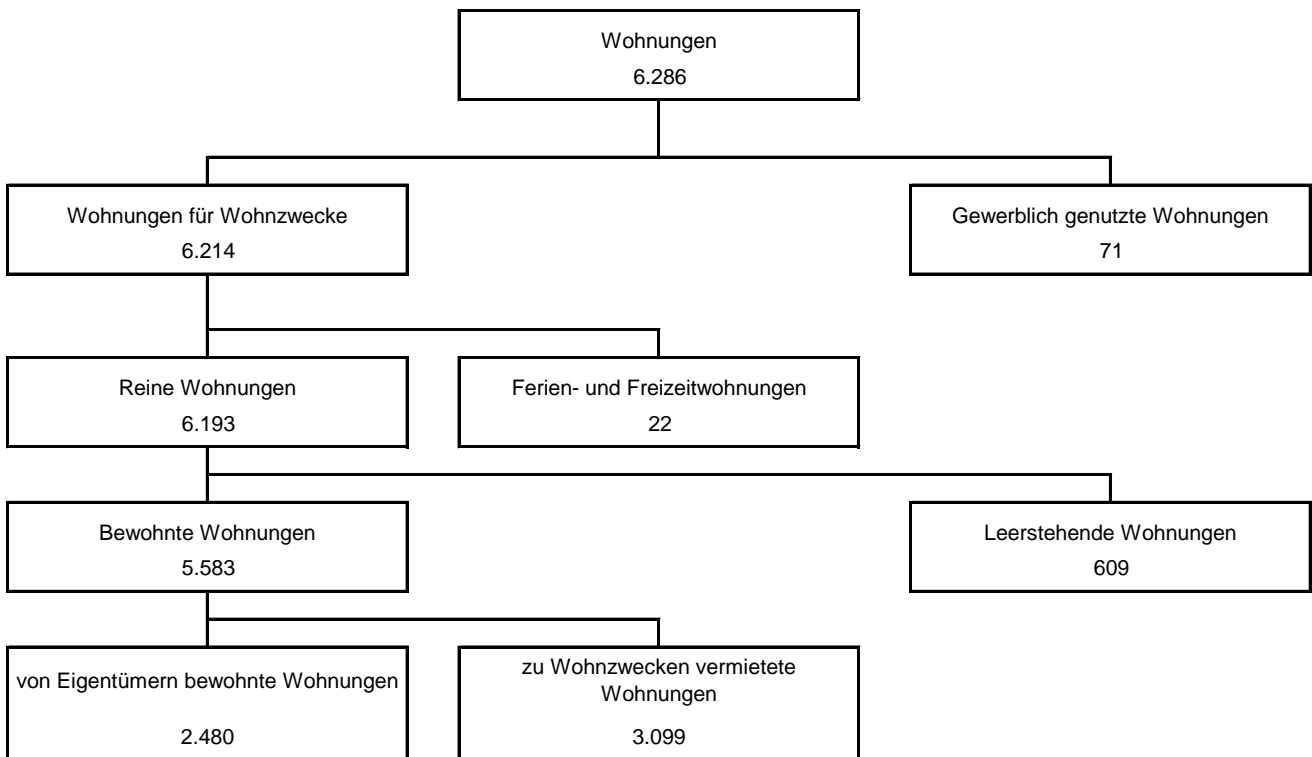 Wohnungen
6.286
Wohnungen für Wohnzwecke
6.214
Gewerblich genutzte Wohnungen
71
Reine Wohnungen
6.193
Ferien- und Freizeitwohnungen
22
Bewohnte Wohnungen
5.583
Leerstehende Wohnungen
609
von Eigentümern bewohnte Wohnungen
2.480
zu Wohnzwecken vermietete
Wohnungen
3.099